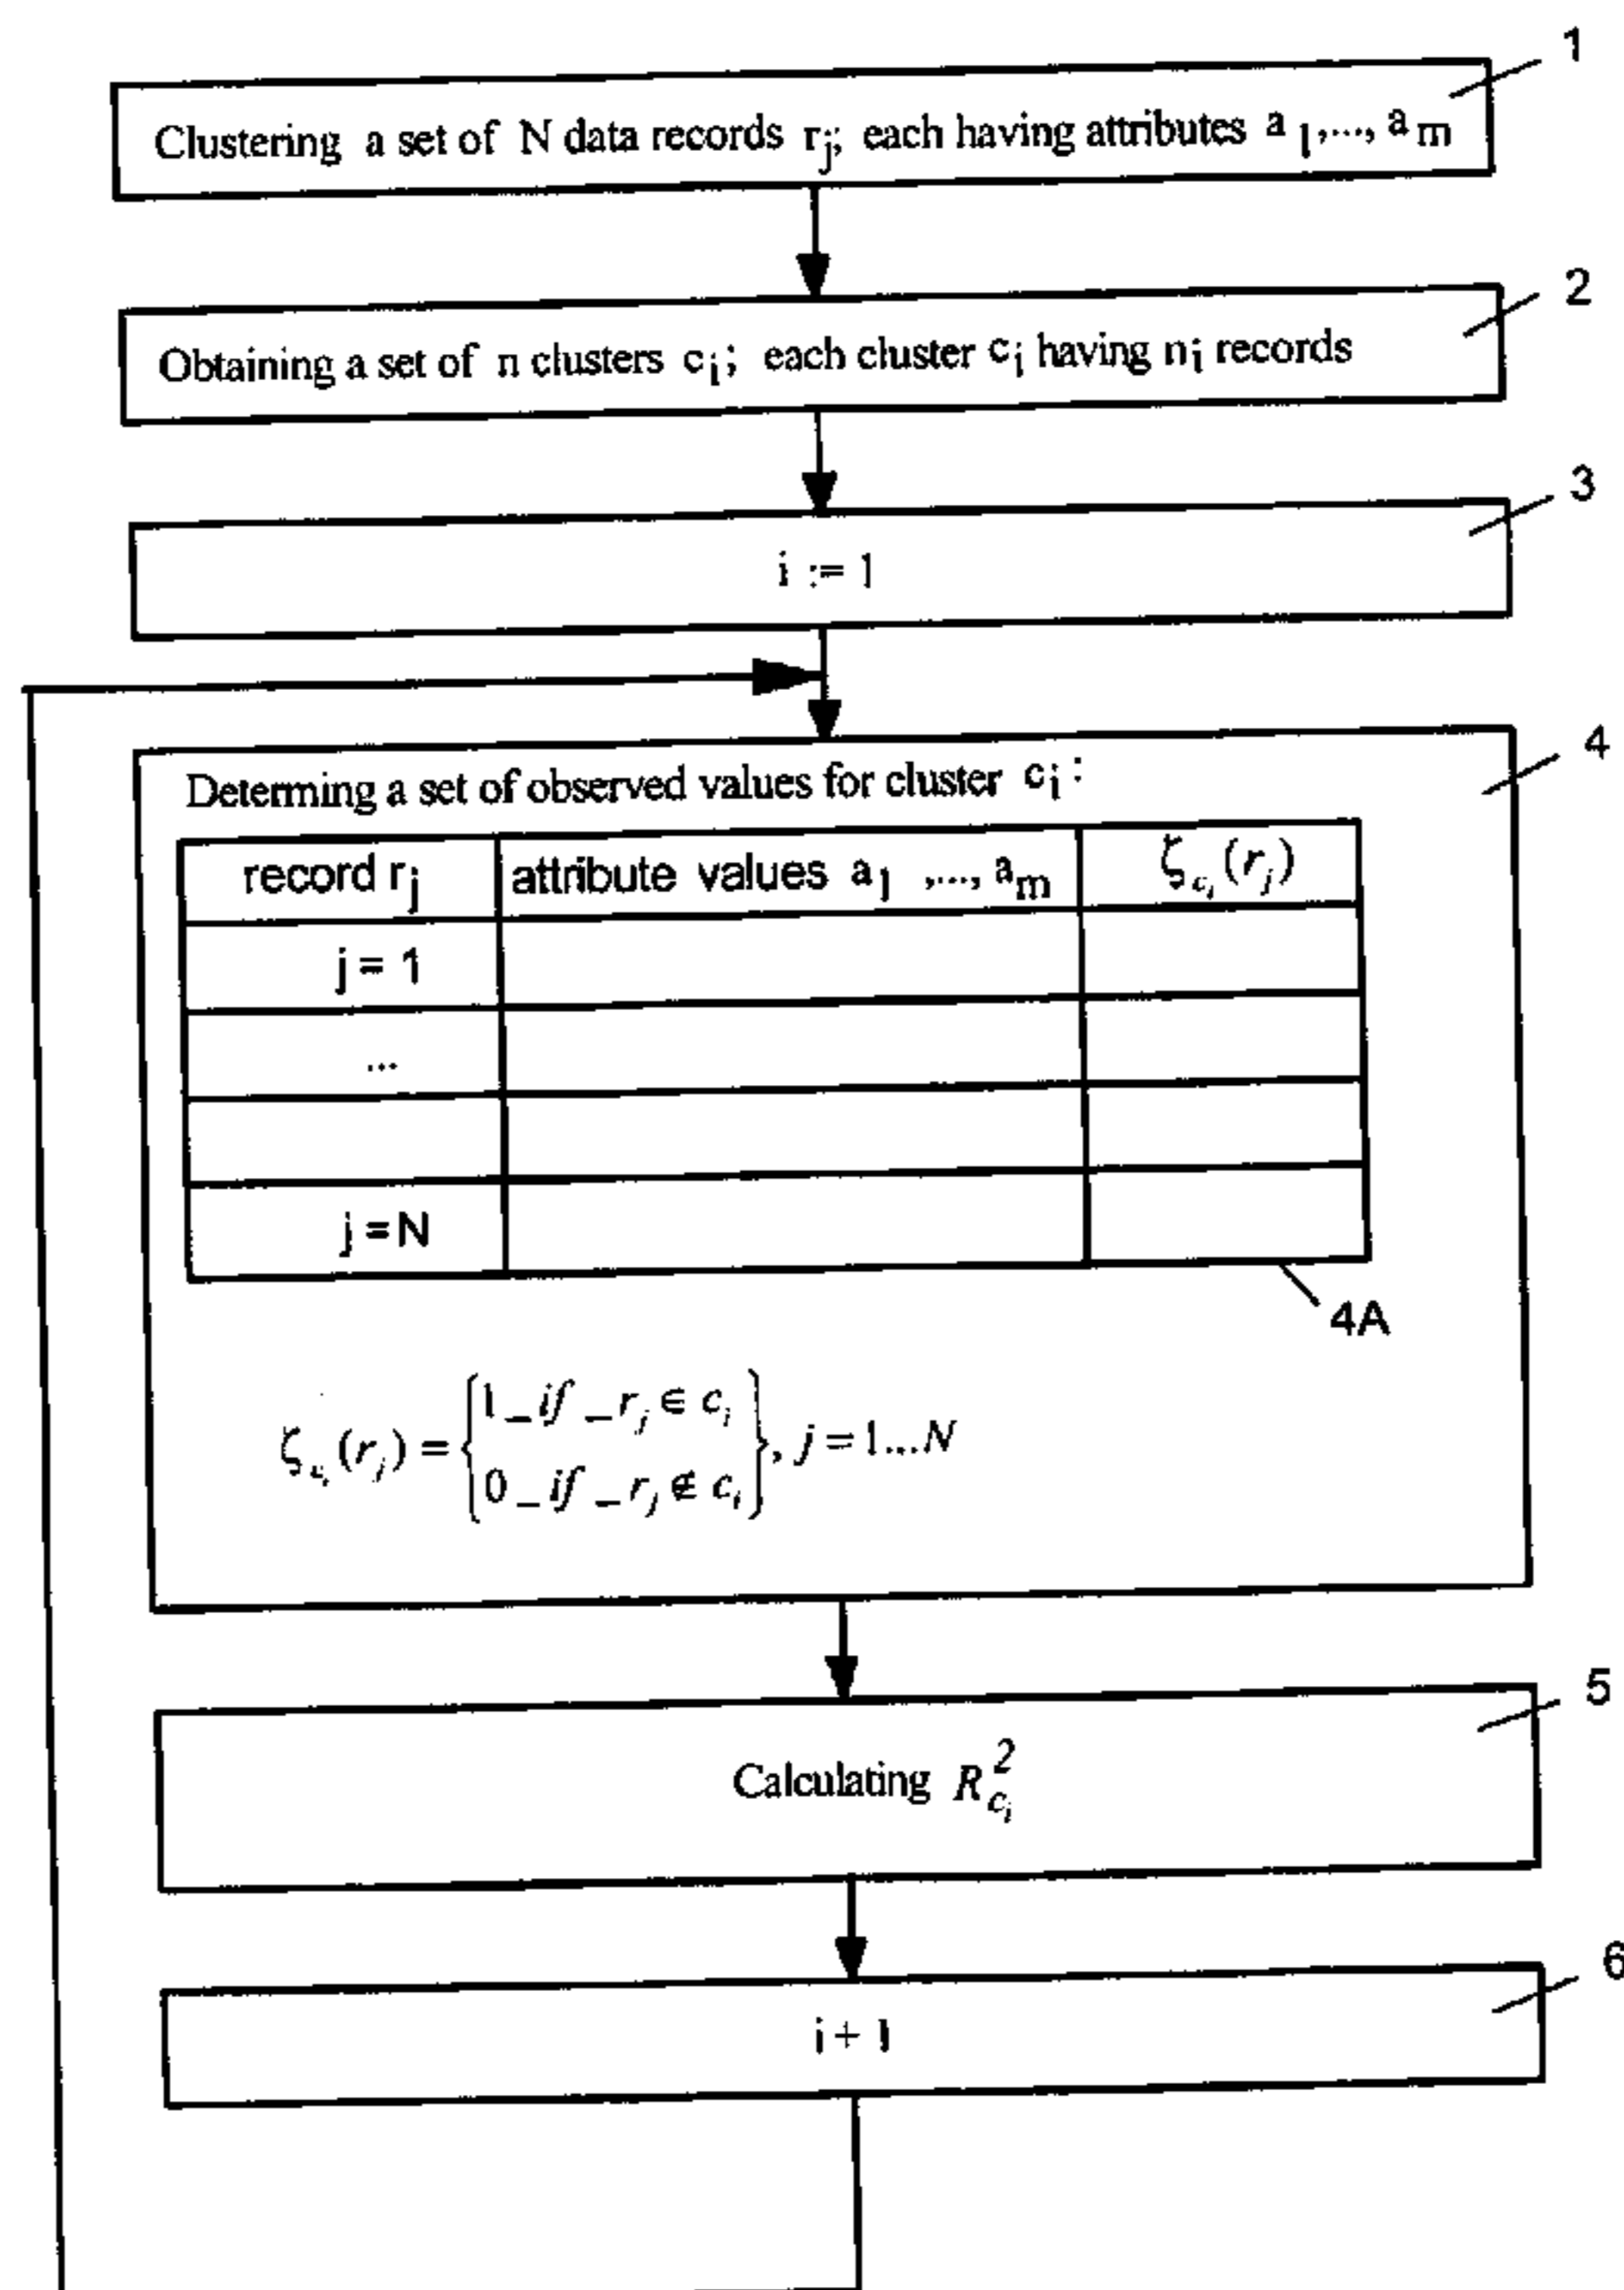 1
Clustering a set of N data records rj; each having attributes a1,..., am
2
Obtaining a set of n clusters ci; each cluster ci having ni records
3
i := 1
4
Determing a set of observed values for cluster ci:
record rj attribute values a1 ,..., am ζci(rj)
j = 1
...
j = N
4A
ζci(rj) = {1_if_rj ∈ ci
0_if_rj ∉ ci}, j = 1...N
5
Calculating R²ci
6
i + 1